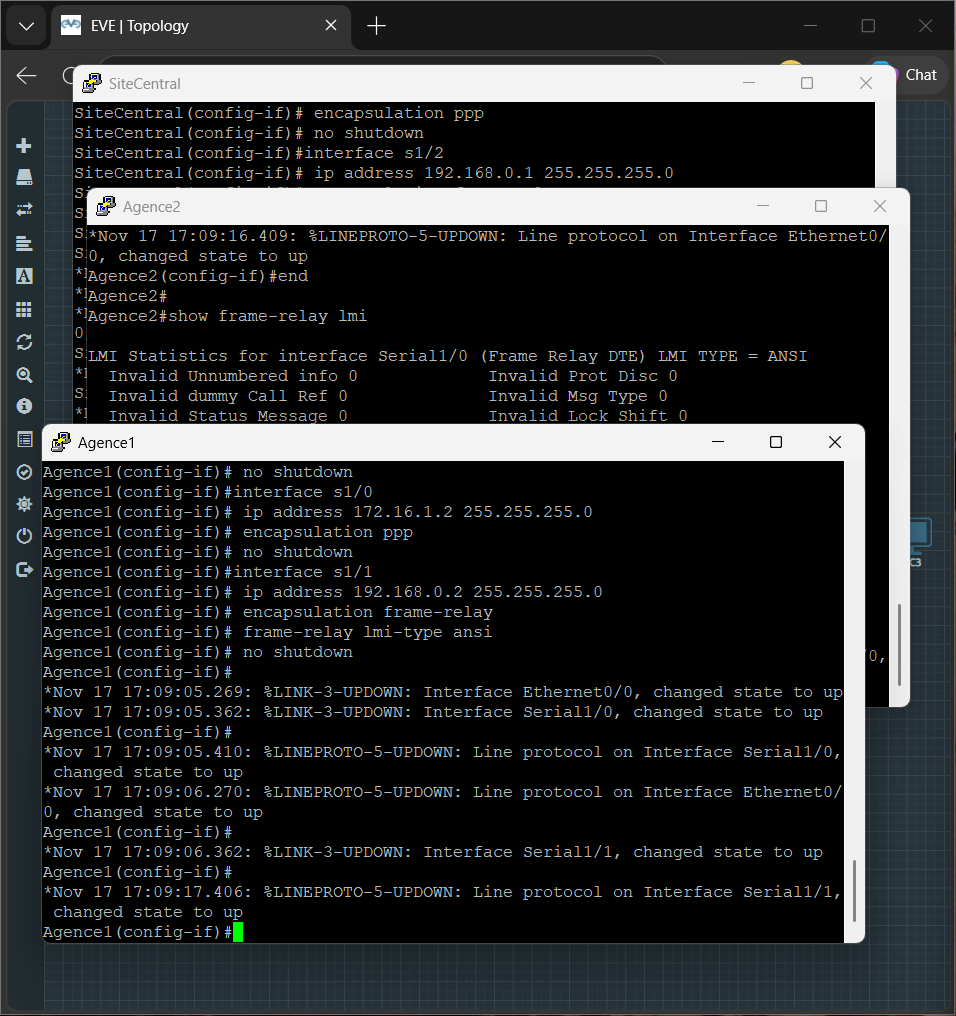 EVE | Topology
Chat
SiteCentral
SiteCentral(config-if)# encapsulation ppp
SiteCentral(config-if)# no shutdown
SiteCentral(config-if)#interface s1/2
SiteCentral(config-if)# ip address 192.168.0.1 255.255.255.0
Agence2
*Nov 17 17:09:16.409: %LINEPROTO-5-UPDOWN: Line protocol on Interface Ethernet0/
0, changed state to up
Agence2(config-if)#end
Agence2#
Agence2#show frame-relay lmi
LMI Statistics for interface Serial1/0 (Frame Relay DTE) LMI TYPE = ANSI
Invalid Unnumbered info 0 Invalid Prot Disc 0
Invalid dummy Call Ref 0 Invalid Msg Type 0
Invalid Status Message 0 Invalid Lock Shift 0
/0,
Agence1
Agence1(config-if)# no shutdown
Agence1(config-if)#interface s1/0
Agence1(config-if)# ip address 172.16.1.2 255.255.255.0
Agence1(config-if)# encapsulation ppp
Agence1(config-if)# no shutdown
Agence1(config-if)#interface s1/1
Agence1(config-if)# ip address 192.168.0.2 255.255.255.0
Agence1(config-if)# encapsulation frame-relay
Agence1(config-if)# frame-relay lmi-type ansi
Agence1(config-if)# no shutdown
Agence1(config-if)#
*Nov 17 17:09:05.269: %LINK-3-UPDOWN: Interface Ethernet0/0, changed state to up
*Nov 17 17:09:05.362: %LINK-3-UPDOWN: Interface Serial1/0, changed state to up
Agence1(config-if)#
*Nov 17 17:09:05.410: %LINEPROTO-5-UPDOWN: Line protocol on Interface Serial1/0,
changed state to up
*Nov 17 17:09:06.270: %LINEPROTO-5-UPDOWN: Line protocol on Interface Ethernet0/
0, changed state to up
Agence1(config-if)#
*Nov 17 17:09:06.362: %LINK-3-UPDOWN: Interface Serial1/1, changed state to up
Agence1(config-if)#
*Nov 17 17:09:17.406: %LINEPROTO-5-UPDOWN: Line protocol on Interface Serial1/1,
changed state to up
Agence1(config-if)#